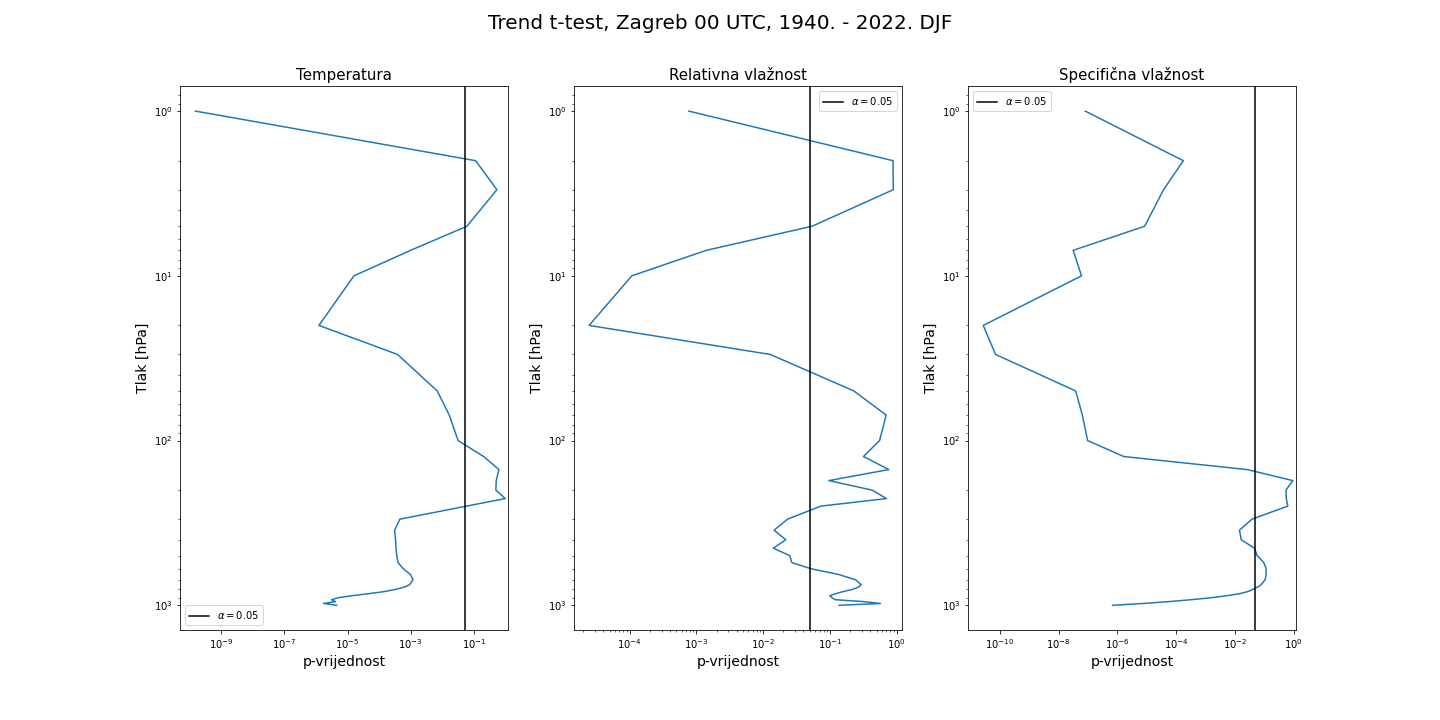 Trend t-test, Zagreb 00 UTC, 1940. - 2022. DJF
Temperatura
Tlak [hPa]
10⁰
10¹
10²
10³
α = 0.05
10⁻⁹ 10⁻⁷ 10⁻⁵ 10⁻³ 10⁻¹
p-vrijednost
Relativna vlažnost
α = 0.05
Tlak [hPa]
10⁰
10¹
10²
10³
10⁻⁴ 10⁻³ 10⁻² 10⁻¹ 10⁰
p-vrijednost
Specifična vlažnost
α = 0.05
Tlak [hPa]
10⁰
10¹
10²
10³
10⁻¹⁰ 10⁻⁸ 10⁻⁶ 10⁻⁴ 10⁻² 10⁰
p-vrijednost